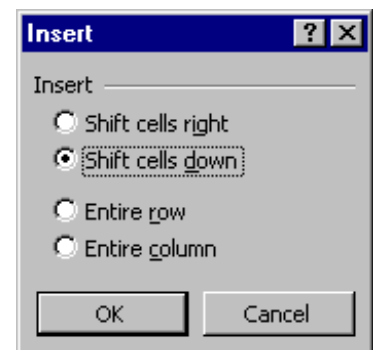 Insert ? X
Insert
Shift cells right
Shift cells down
Entire row
Entire column
OK Cancel